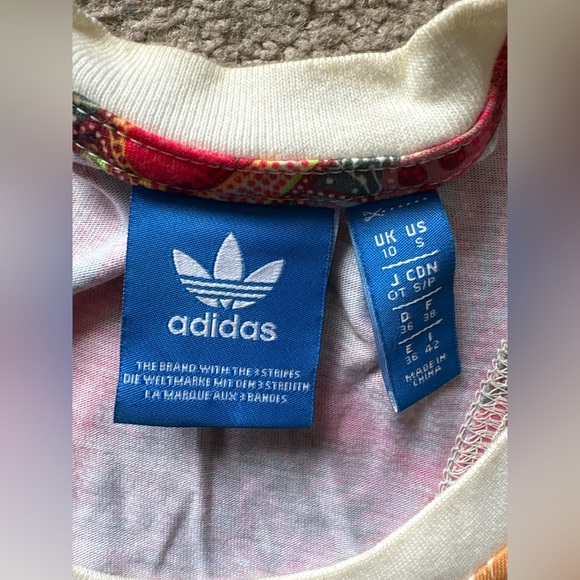 adidas
THE BRAND WITH THE 3 STRIPES
DIE WELTMARKE MIT DEN 3 STREIFEN
LA MARQUE AUX 3 BANDES
UK US
10 S
J CDN
OT S/P
D F
36 38
E I
36 42
MADE IN
CHINA